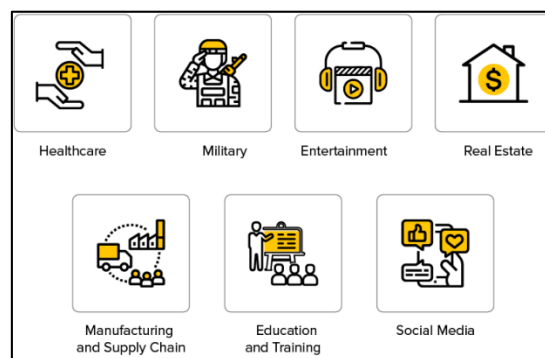 Healthcare
Military
Entertainment
Real Estate
$
Manufacturing
and Supply Chain
Education
and Training
Social Media